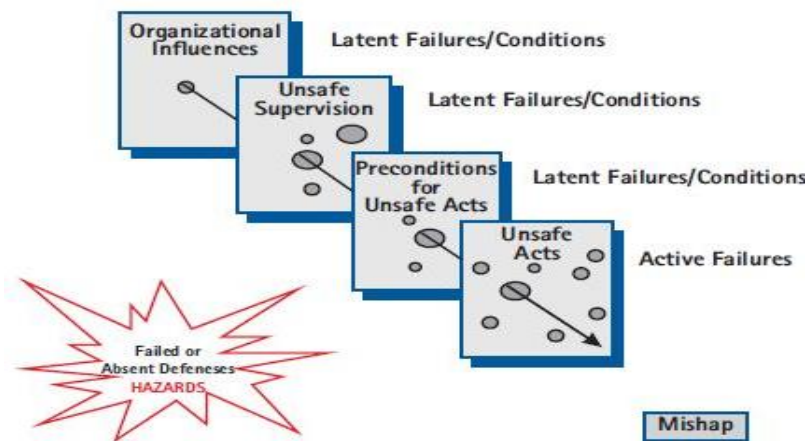 Organizational
Influences
Latent Failures/Conditions
Unsafe
Supervision
Latent Failures/Conditions
Preconditions
for
Unsafe Acts
Latent Failures/Conditions
Unsafe
Acts
Active Failures
Failed or
Absent Defeneses
HAZARDS
Mishap